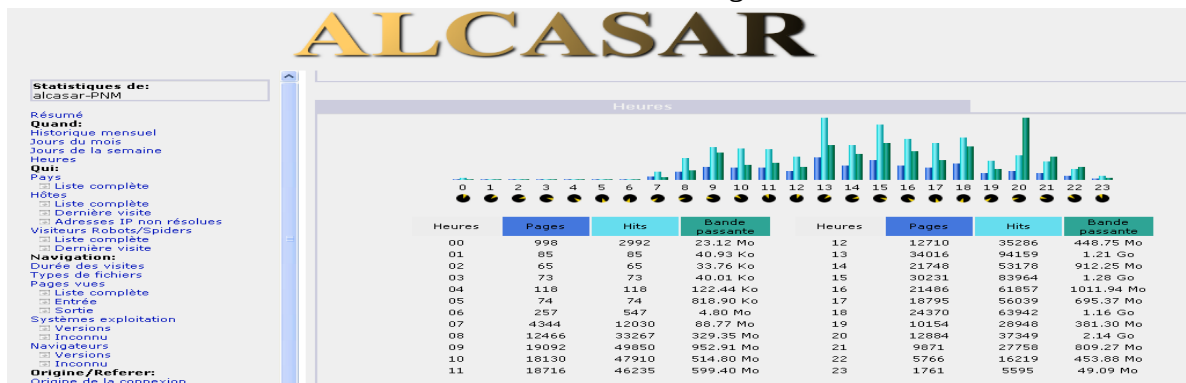 ALCASAR
Statistiques de:
alcasar-PNM
Résumé
Quand:
Historique mensuel
Jours du mois
Jours de la semaine
Heures
Qui:
Pays
Liste complète
Hôtes
Liste complète
Dernière visite
Adresses IP non résolues
Visiteurs Robots/Spiders
Liste complète
Dernière visite
Navigation:
Durée des visites
Types de fichiers
Pages vues
Liste complète
Entrée
Sortie
Systèmes exploitation
Versions
Inconnu
Navigateurs
Versions
Inconnu
Origine/Referer:
Origine de la connexion
Heures
0 1 2 3 4 5 6 7 8 9 10 11 12 13 14 15 16 17 18 19 20 21 22 23
Heures Pages Hits Bande passante Heures Pages Hits Bande passante
00 998 2992 23.12 Mo 12 12710 35286 448.75 Mo
01 85 85 40.93 Ko 13 34016 94159 1.21 Go
02 65 65 33.76 Ko 14 21748 53178 912.25 Mo
03 73 73 40.01 Ko 15 30231 83964 1.28 Go
04 118 118 122.44 Ko 16 21486 61857 1011.94 Mo
05 74 74 818.90 Ko 17 18795 56039 695.37 Mo
06 257 547 4.80 Mo 18 24370 63942 1.16 Go
07 4344 12030 88.77 Mo 19 10154 28948 381.30 Mo
08 12466 33267 329.35 Mo 20 12884 37349 2.14 Go
09 19092 49850 952.91 Mo 21 9871 27758 809.27 Mo
10 18130 47910 514.80 Mo 22 5766 16219 453.88 Mo
11 18716 46235 599.40 Mo 23 1761 5595 49.09 Mo